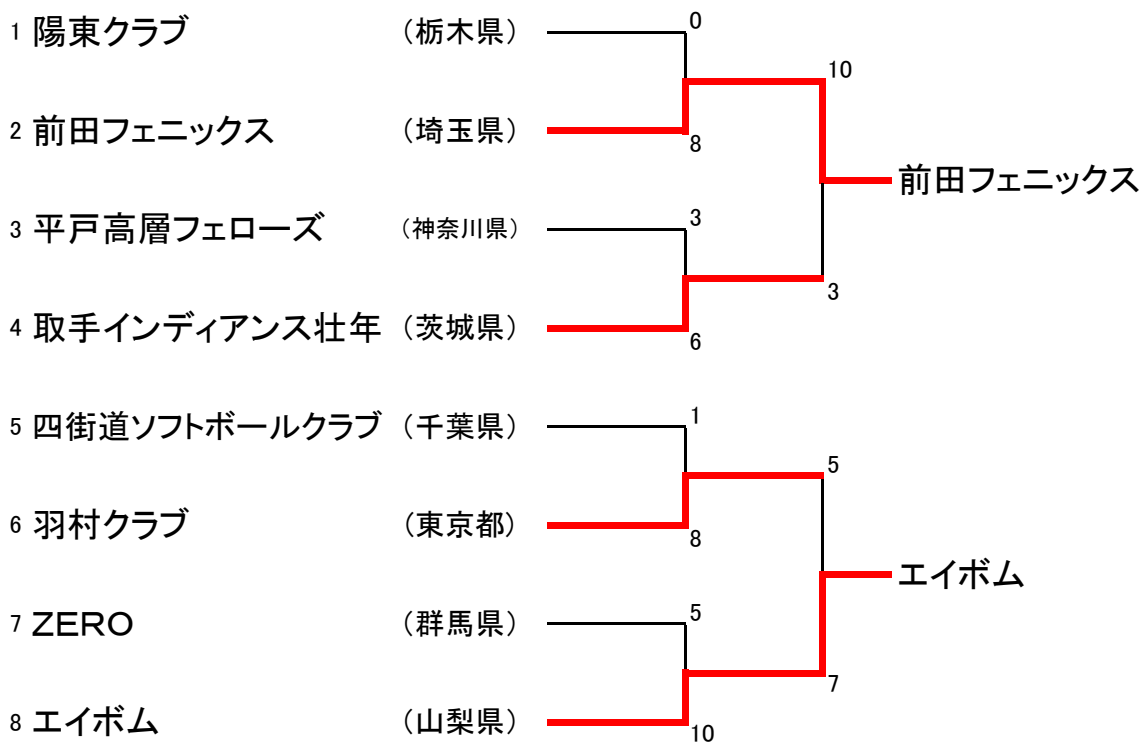 1 陽東クラブ （栃木県） 0
10
2 前田フェニックス （埼玉県） 8
前田フェニックス
3 平戸高層フェローズ （神奈川県） 3
3
4 取手インディアンス壮年 （茨城県） 6
5 四街道ソフトボールクラブ （千葉県） 1
5
6 羽村クラブ （東京都） 8
エイボム
7 ZERO （群馬県） 5
7
8 エイボム （山梨県） 10